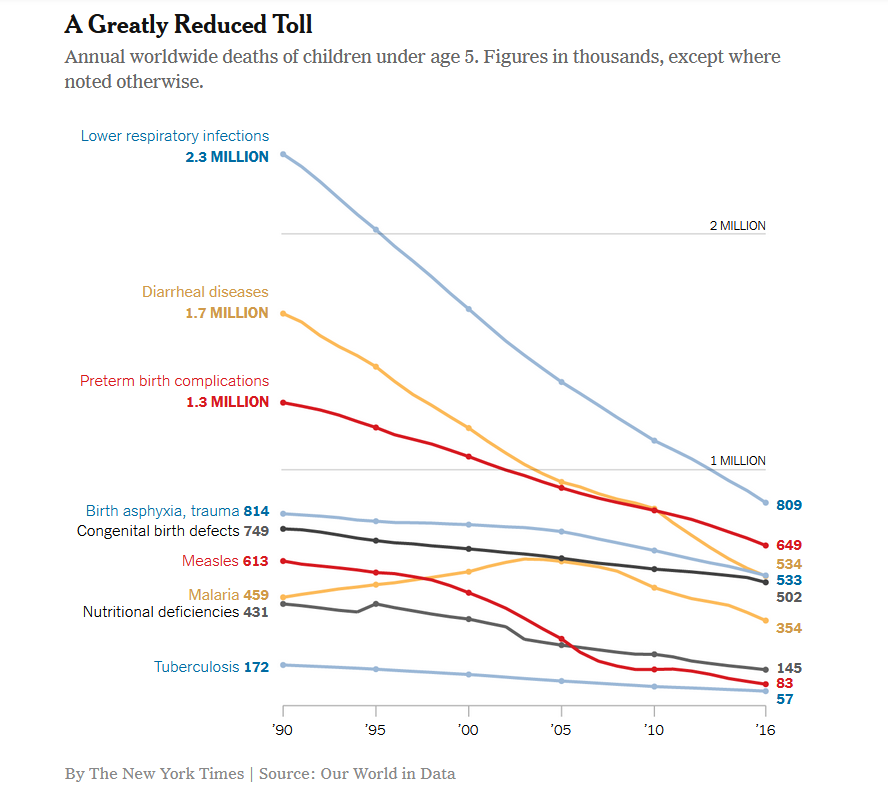 A Greatly Reduced Toll
Annual worldwide deaths of children under age 5. Figures in thousands, except where
noted otherwise.
Lower respiratory infections
2.3 MILLION
2 MILLION
Diarrheal diseases
1.7 MILLION
Preterm birth complications
1.3 MILLION
1 MILLION
Birth asphyxia, trauma 814
Congenital birth defects 749
Measles 613
Malaria 459
Nutritional deficiencies 431
Tuberculosis 172
809
649
534
533
502
354
145
83
57
’90 ’95 ’00 ’05 ’10 ’16
By The New York Times | Source: Our World in Data